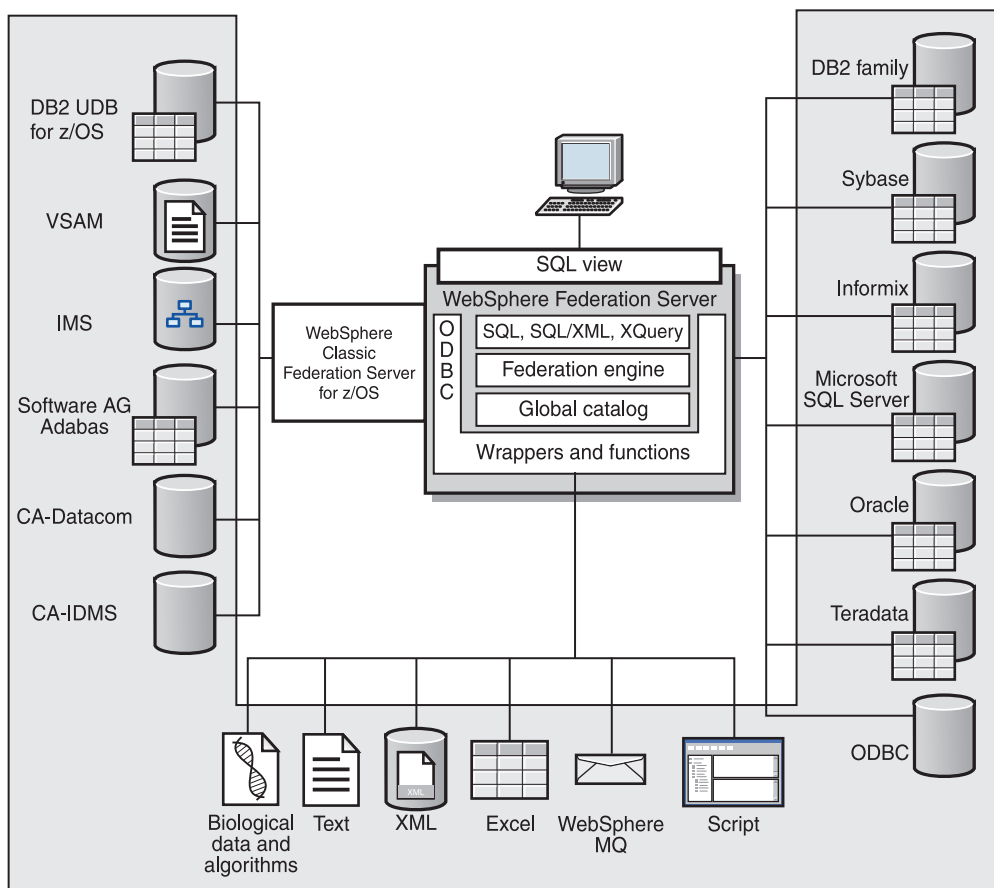 DB2 UDB
for z/OS
VSAM
IMS
Software AG
Adabas
CA-Datacom
CA-IDMS
WebSphere
Classic
Federation Server
for z/OS
SQL view
WebSphere Federation Server
O
D
B
C
SQL, SQL/XML, XQuery
Federation engine
Global catalog
Wrappers and functions
DB2 family
Sybase
Informix
Microsoft
SQL Server
Oracle
Teradata
ODBC
Biological
data and
algorithms
Text
XML
XML
Excel
WebSphere
MQ
Script